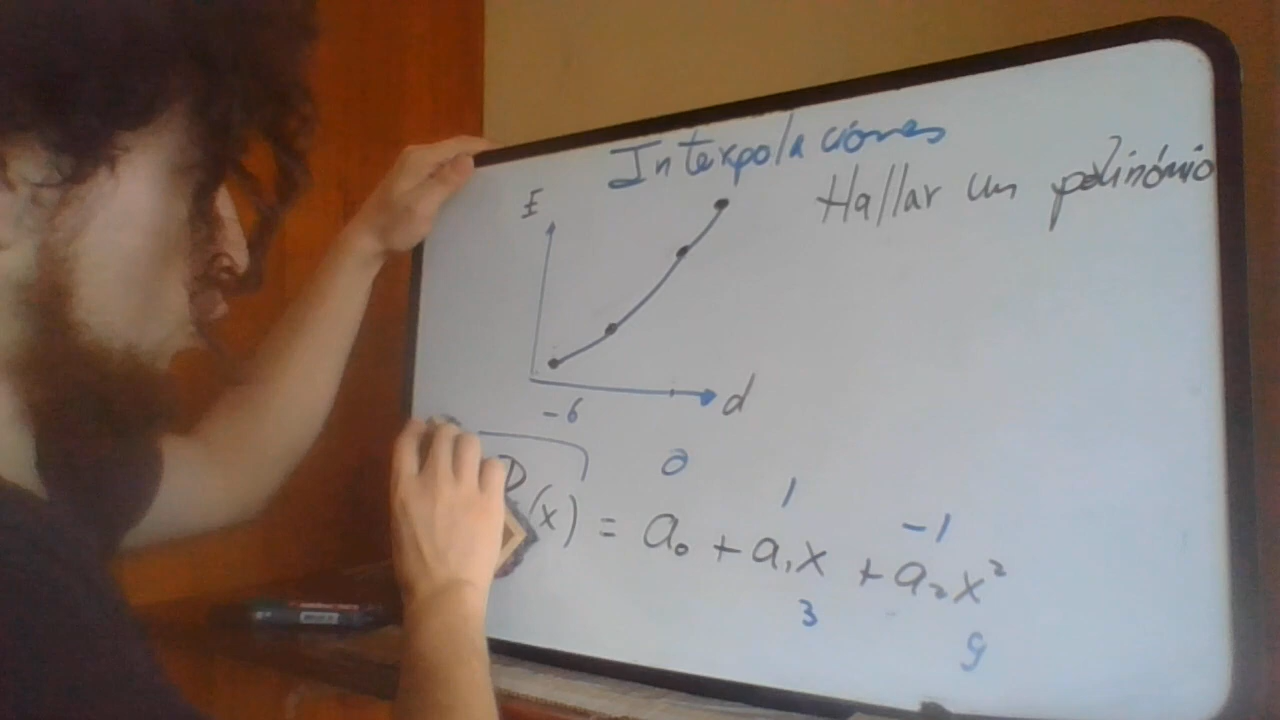 Interpolaciones
Hallar un polinómio
E
d
-6
0 1 -1
P(x) = a₀ + a₁x + a₂x²
3 9